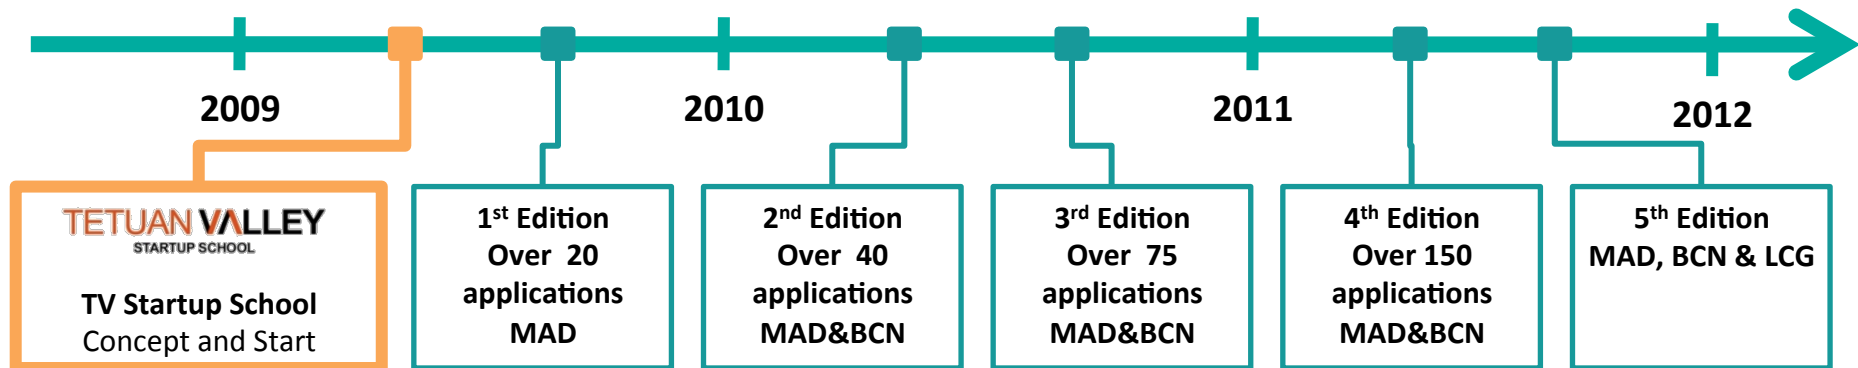 2009
2010
2011
2012
TETUAN VALLEY
STARTUP SCHOOL
TV Startup School
Concept and Start
1st Edition
Over 20
applications
MAD
2nd Edition
Over 40
applications
MAD&BCN
3rd Edition
Over 75
applications
MAD&BCN
4th Edition
Over 150
applications
MAD&BCN
5th Edition
MAD, BCN & LCG